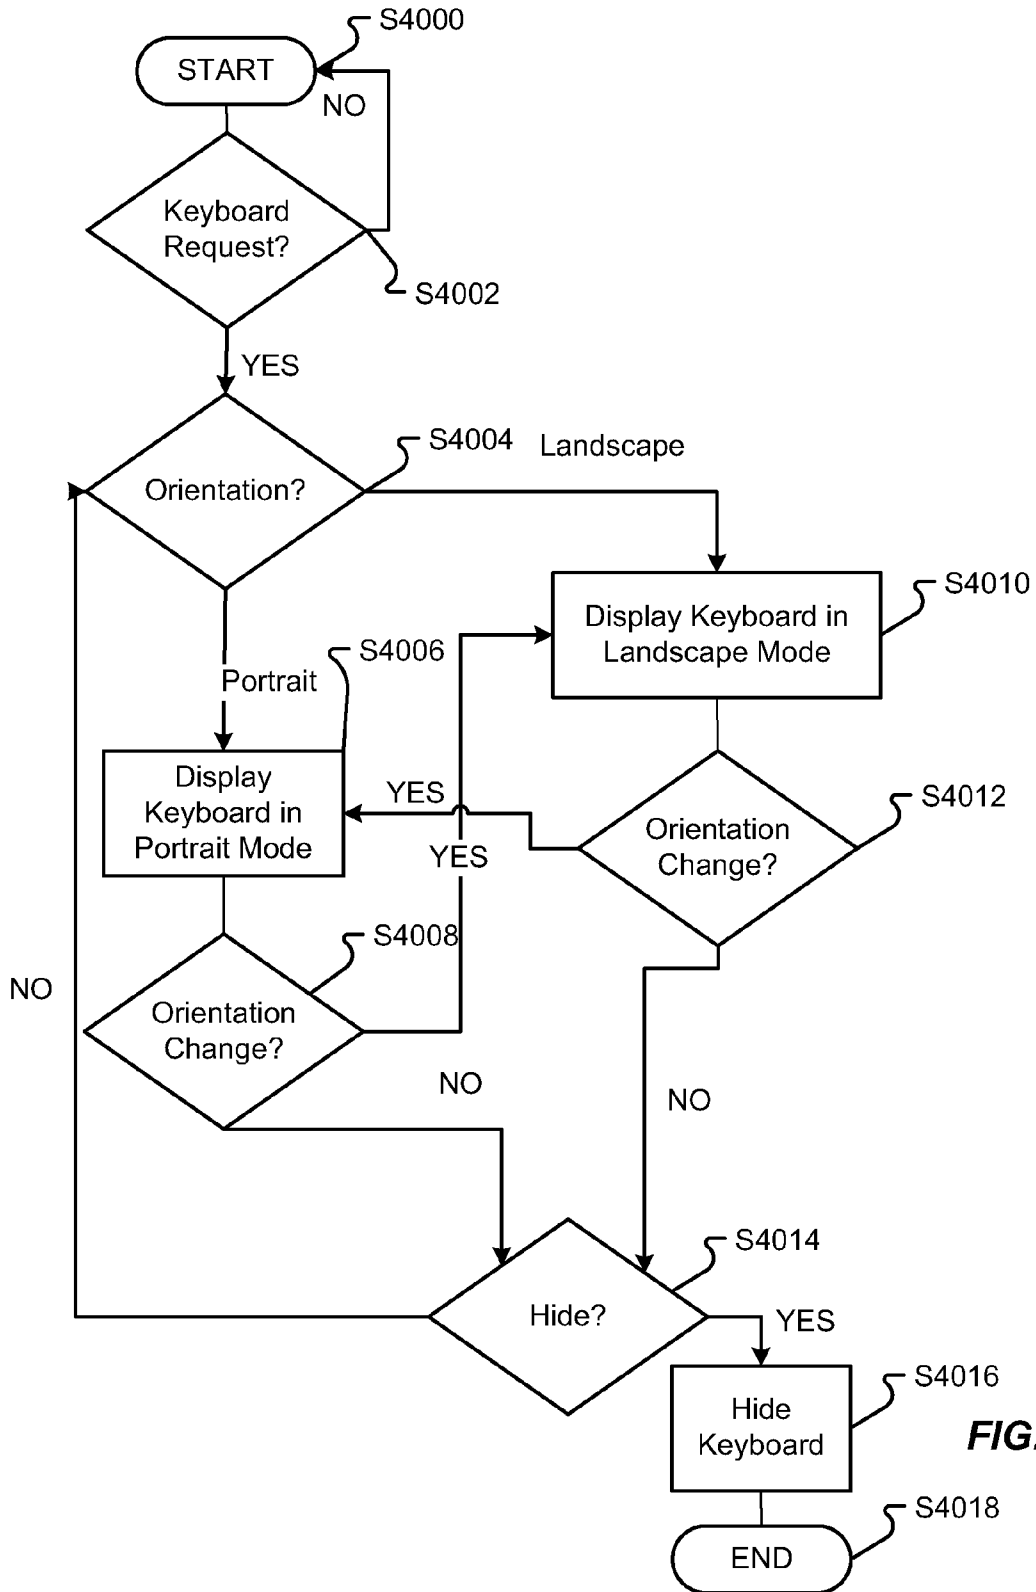 S4000
START
NO
Keyboard
Request?
S4002
YES
S4004
Landscape
Orientation?
S4010
Display Keyboard in
Landscape Mode
S4006
Portrait
Display
Keyboard in
Portrait Mode
YES
S4012
Orientation
Change?
YES
S4008
NO
Orientation
Change?
NO
NO
S4014
Hide?
YES
S4016
Hide
Keyboard
FIG.
S4018
END